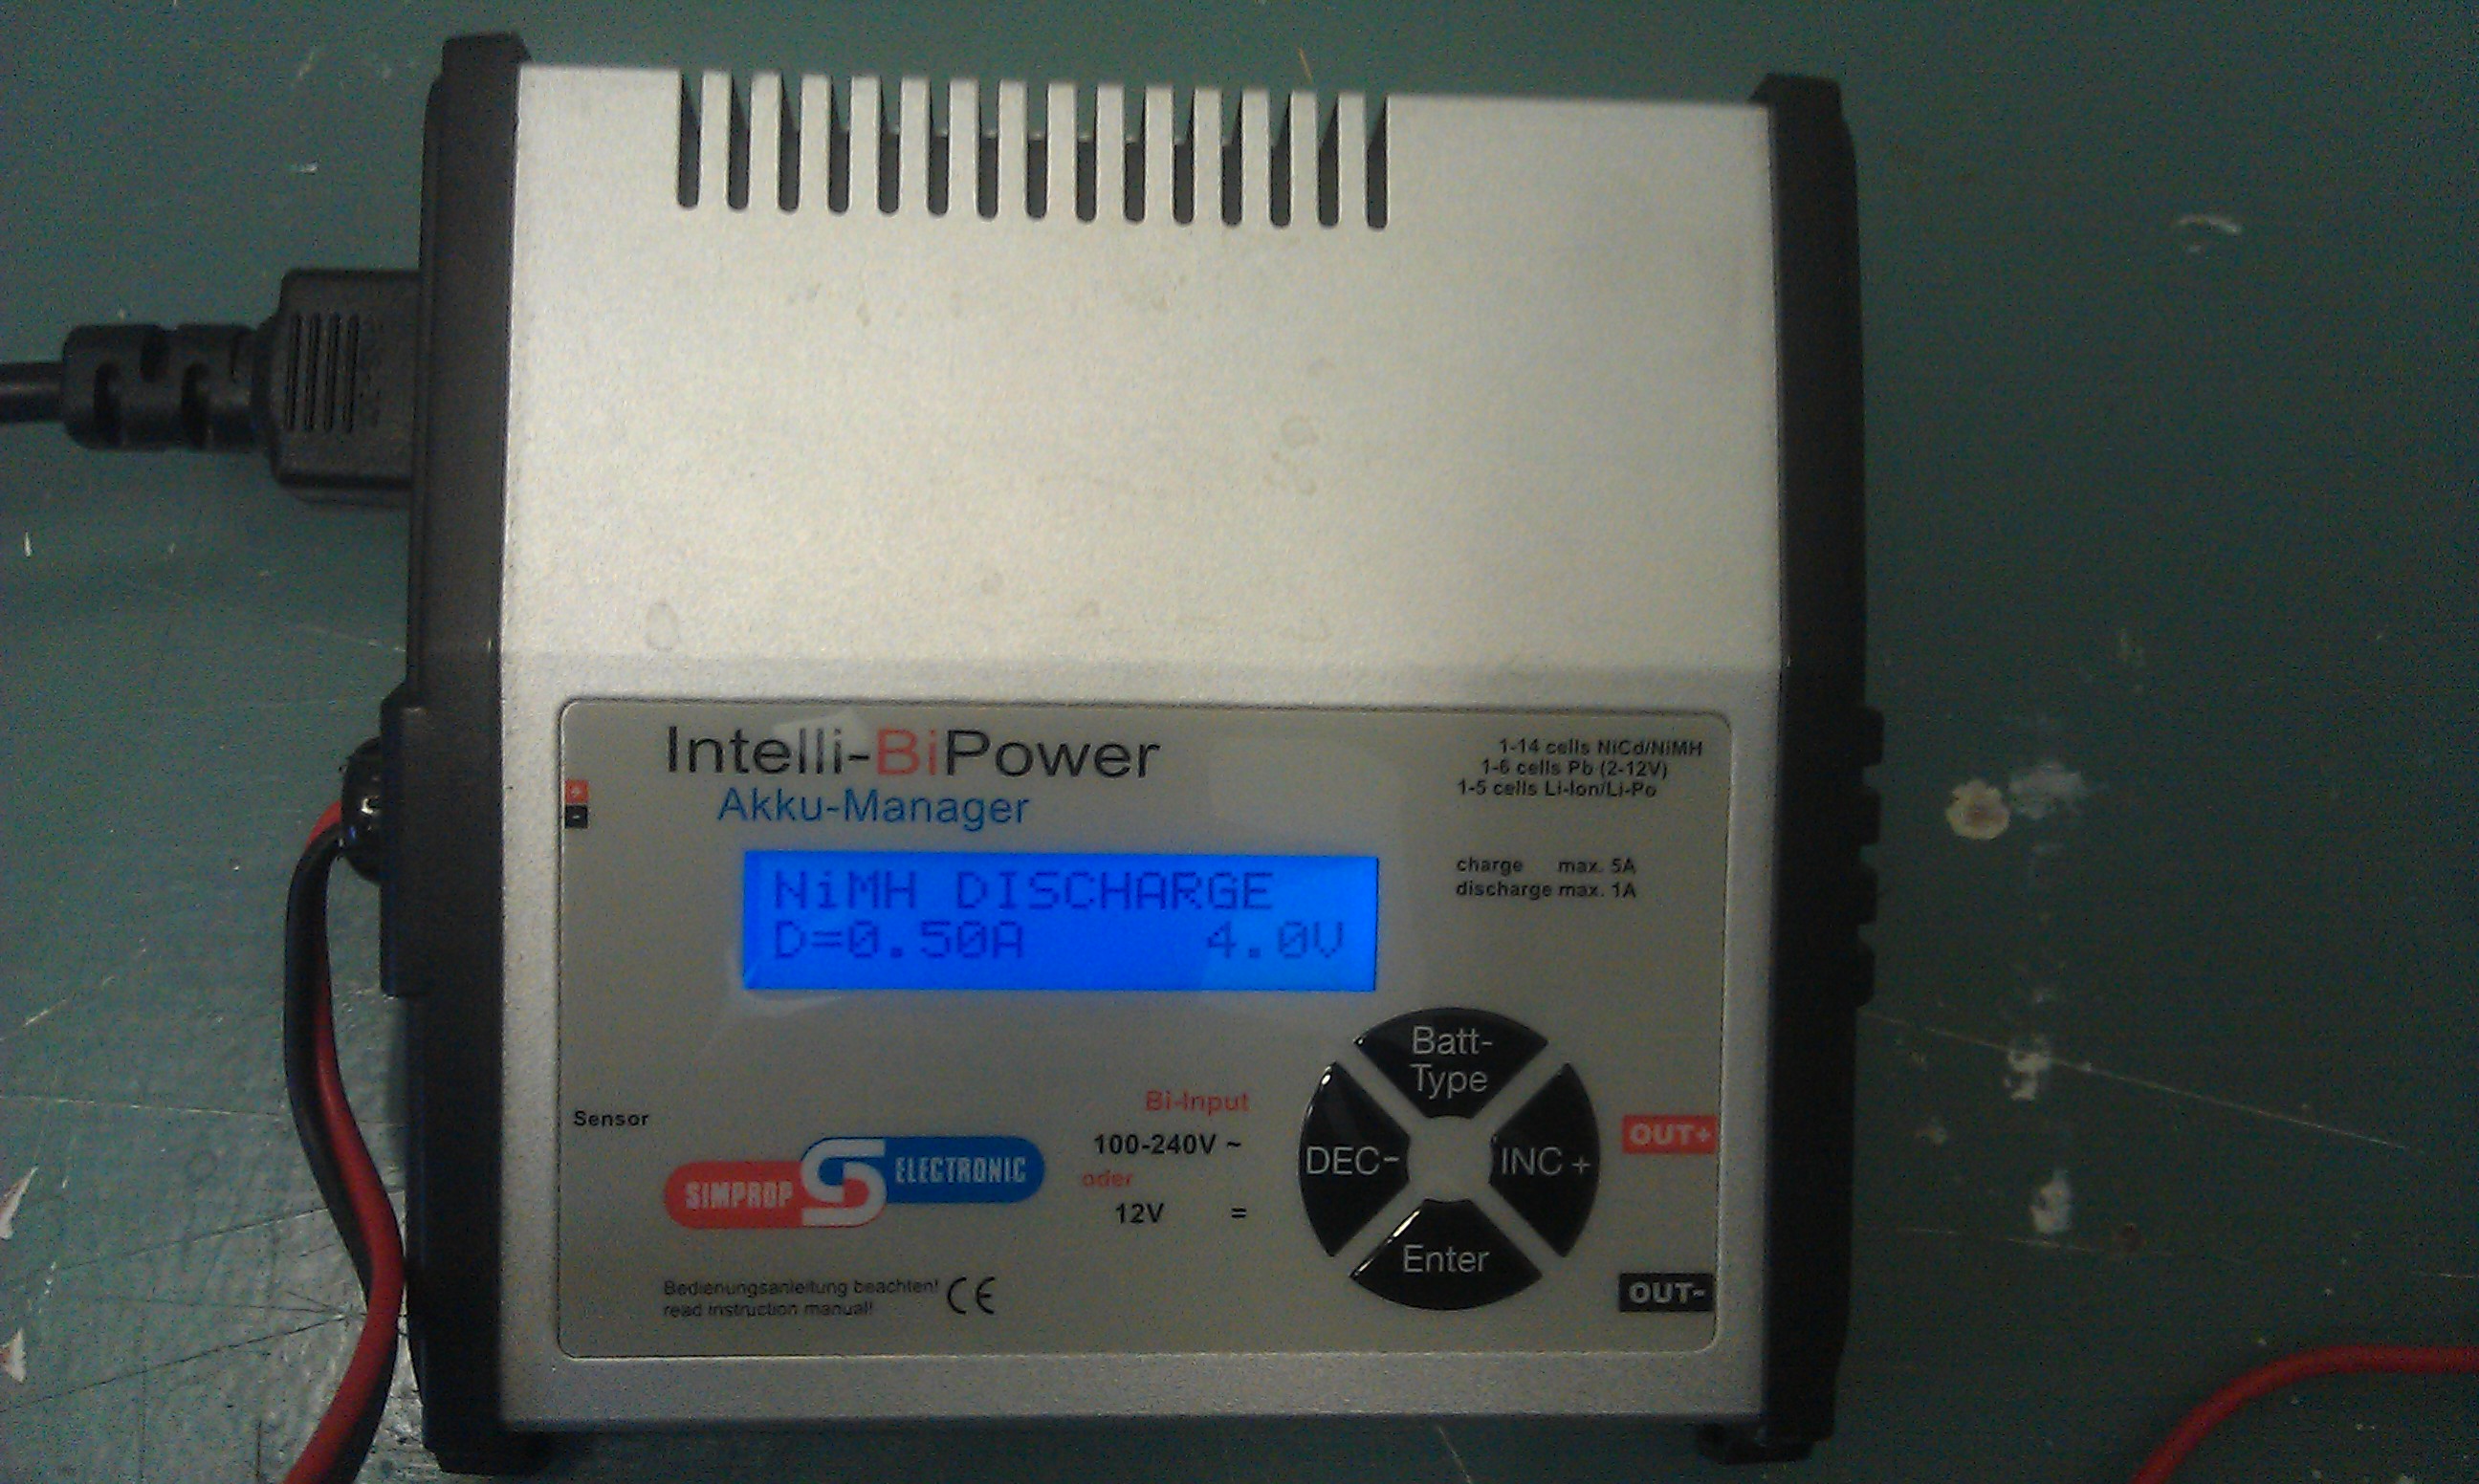 Intelli-BiPower
Akku-Manager
1-14 cells NiCd/NiMH
1-6 cells Pb (2-12V)
1-5 cells Li-Ion/Li-Po
+
-
charge max. 5A
discharge max. 1A
NiMH DISCHARGE
D=0.50A 4.0V
Batt-
Type
DEC-
INC +
Enter
Sensor
Bi-Input
100-240V ~
oder
12V =
SIMPROP S ELECTRONIC
OUT+
OUT-
Bedienungsanleitung beachten!
read instruction manual!
CE